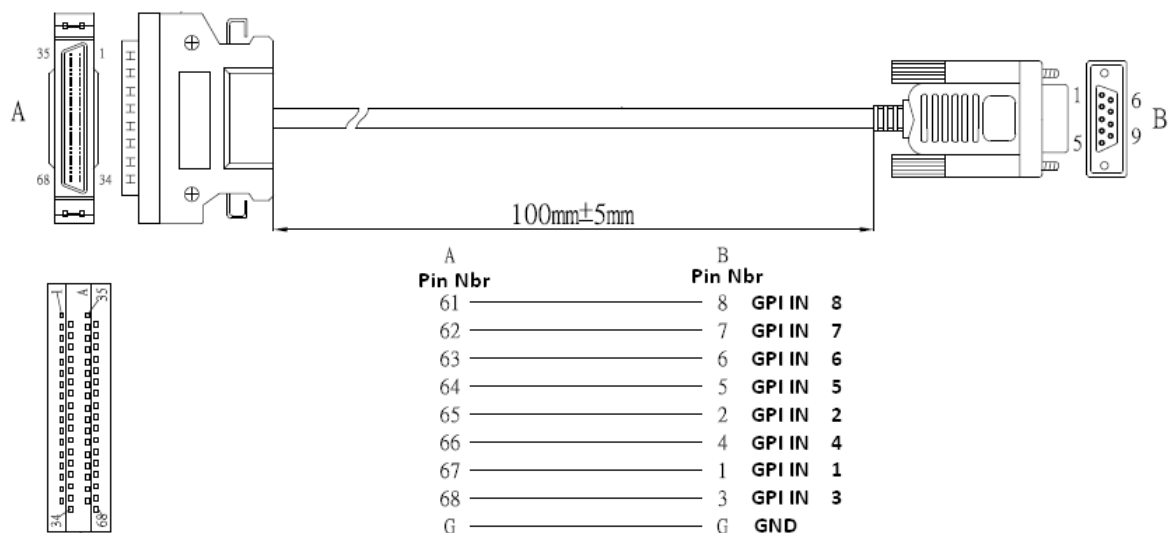 35 1
A
68 34
1 6
B
5 9
100mm±5mm
1 A 35
34 68
A B
Pin Nbr Pin Nbr
61 8 GPI IN 8
62 7 GPI IN 7
63 6 GPI IN 6
64 5 GPI IN 5
65 2 GPI IN 2
66 4 GPI IN 4
67 1 GPI IN 1
68 3 GPI IN 3
G G GND